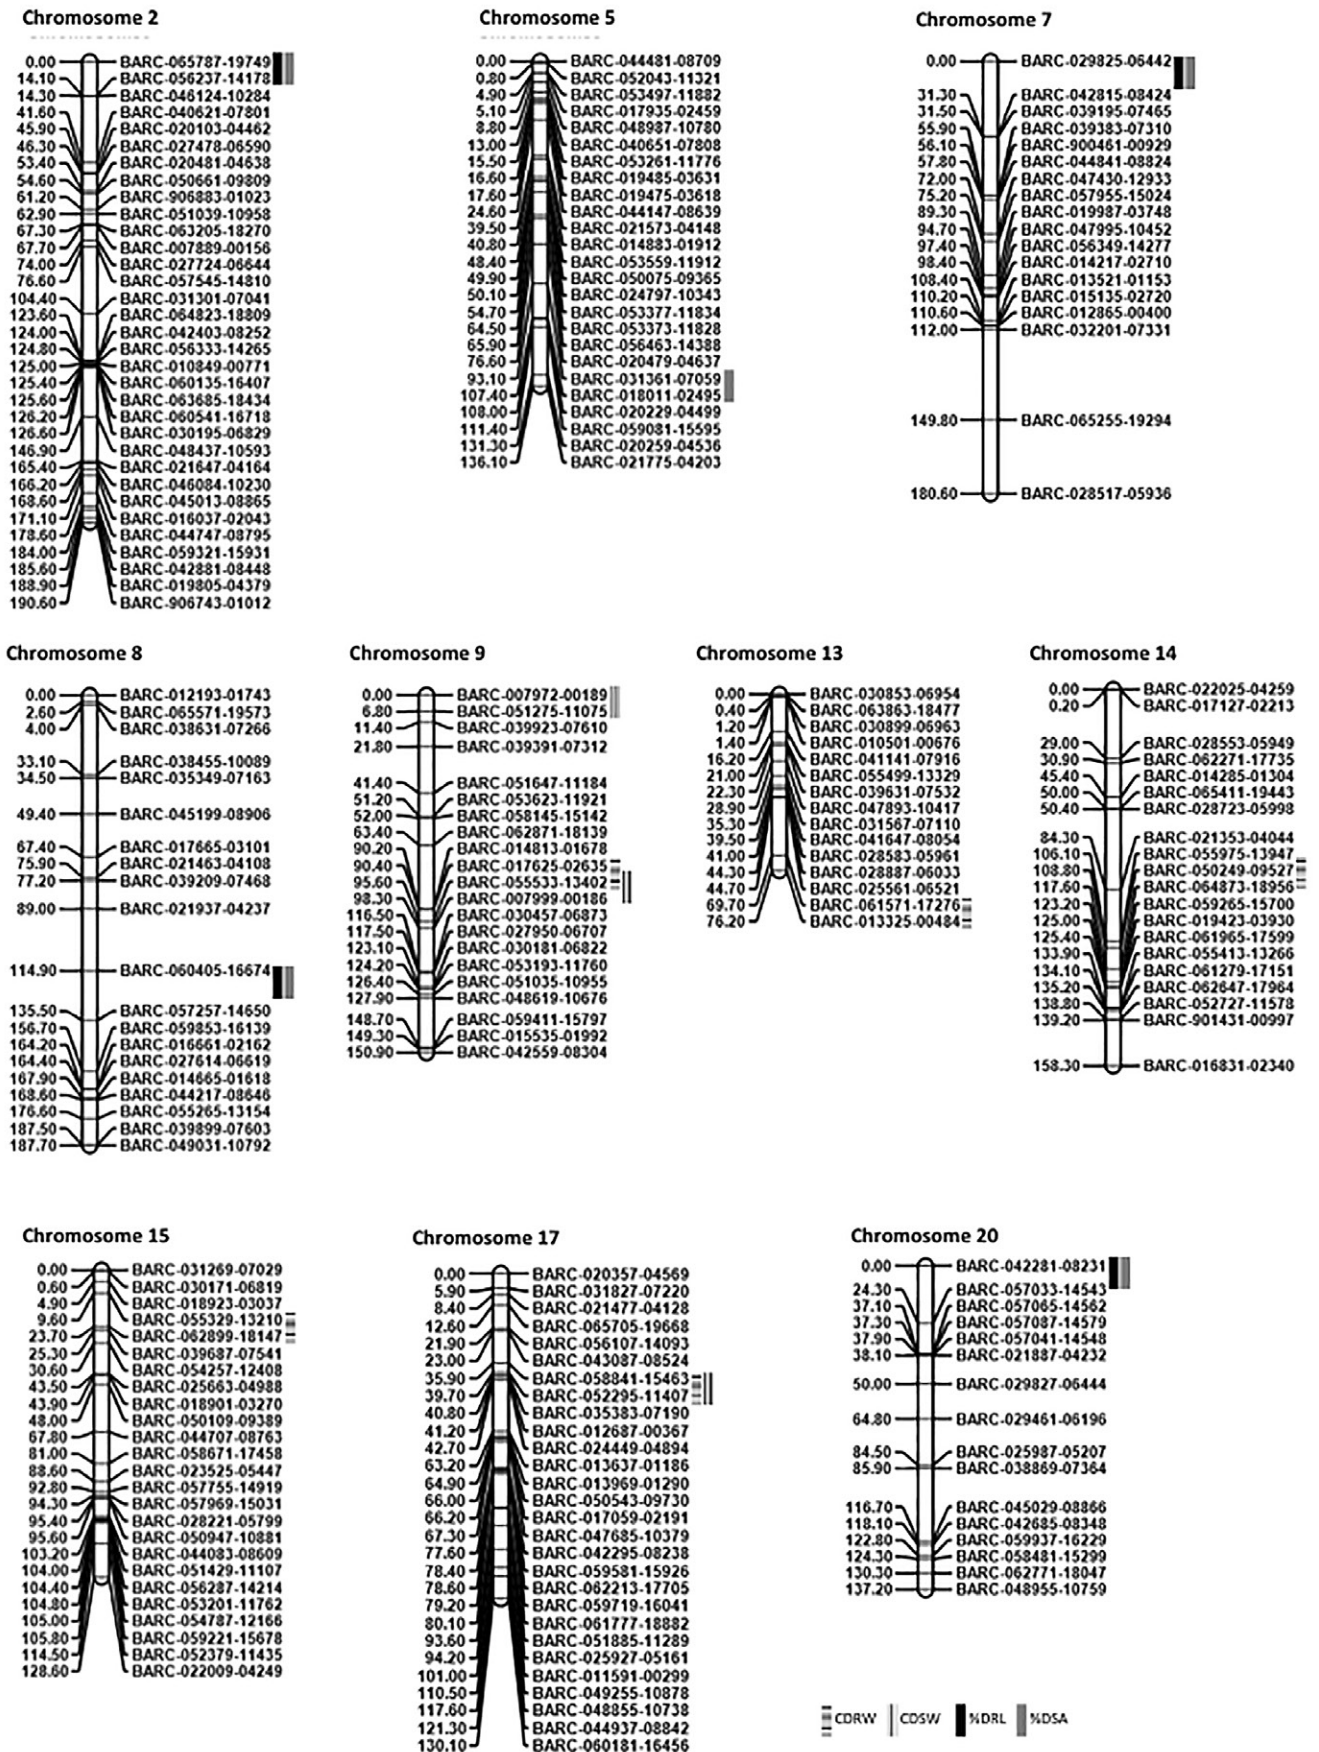 Chromosome 2
0.00 BARC-065787-19749
14.10 BARC-056237-14178
14.30 BARC-046124-10284
41.60 BARC-040621-07801
45.90 BARC-020103-04462
46.30 BARC-027478-06590
53.40 BARC-020481-04638
54.60 BARC-050661-09809
61.20 BARC-906883-01023
62.90 BARC-051039-10958
67.30 BARC-063205-18270
67.70 BARC-007889-00156
74.00 BARC-027724-06644
76.60 BARC-057545-14810
104.40 BARC-031301-07041
123.60 BARC-064823-18809
124.00 BARC-042403-08252
124.80 BARC-056333-14265
125.00 BARC-010849-00771
125.40 BARC-060135-16407
125.60 BARC-063685-18434
126.20 BARC-060541-16718
126.60 BARC-030195-06829
146.90 BARC-048437-10593
165.40 BARC-021647-04164
166.20 BARC-046084-10230
168.60 BARC-045013-08865
171.10 BARC-016037-02043
178.60 BARC-044747-08795
184.00 BARC-059321-15931
185.60 BARC-042881-08448
188.90 BARC-019805-04379
190.60 BARC-906743-01012
Chromosome 5
0.00 BARC-044481-08709
0.80 BARC-052043-11321
4.90 BARC-053497-11882
5.10 BARC-017935-02459
8.80 BARC-048987-10780
13.00 BARC-040651-07808
15.50 BARC-053261-11776
16.60 BARC-019485-03631
17.60 BARC-019475-03618
24.60 BARC-044147-08639
39.50 BARC-021573-04148
40.80 BARC-014883-01912
48.40 BARC-053559-11912
49.90 BARC-050075-09365
50.10 BARC-024797-10343
54.70 BARC-053377-11834
64.50 BARC-053373-11828
65.90 BARC-056463-14388
76.60 BARC-020479-04637
93.10 BARC-031361-07059
107.40 BARC-018011-02495
108.00 BARC-020229-04499
111.40 BARC-059081-15595
131.30 BARC-020259-04536
136.10 BARC-021775-04203
Chromosome 7
0.00 BARC-029825-06442
31.30 BARC-042815-08424
31.50 BARC-039195-07465
55.90 BARC-039383-07310
56.10 BARC-900461-00929
57.80 BARC-044841-08824
72.00 BARC-047430-12933
75.20 BARC-057955-15024
89.30 BARC-019987-03748
94.70 BARC-047995-10452
97.40 BARC-056349-14277
98.40 BARC-014217-02710
108.40 BARC-013521-01153
110.20 BARC-015135-02720
110.60 BARC-012865-00400
112.00 BARC-032201-07331
149.80 BARC-065255-19294
180.60 BARC-028517-05936
Chromosome 8
0.00 BARC-012193-01743
2.60 BARC-065571-19573
4.00 BARC-038631-07266
33.10 BARC-038455-10089
34.50 BARC-035349-07163
49.40 BARC-045199-08906
67.40 BARC-017665-03101
75.90 BARC-021463-04108
77.20 BARC-039209-07468
89.00 BARC-021937-04237
114.90 BARC-060405-16674
135.50 BARC-057257-14650
156.70 BARC-059853-16139
164.20 BARC-016661-02162
164.40 BARC-027614-06619
167.90 BARC-014665-01618
168.60 BARC-044217-08646
176.60 BARC-055265-13154
187.50 BARC-039899-07603
187.70 BARC-049031-10792
Chromosome 9
0.00 BARC-007972-00189
6.80 BARC-051275-11075
11.40 BARC-039923-07610
21.80 BARC-039391-07312
41.40 BARC-051647-11184
51.20 BARC-053623-11921
52.00 BARC-058145-15142
63.40 BARC-062871-18139
90.20 BARC-014813-01678
90.40 BARC-017625-02635
95.60 BARC-055533-13402
98.30 BARC-007999-00186
116.50 BARC-030457-06873
117.50 BARC-027950-06707
123.10 BARC-030181-06822
124.20 BARC-053193-11760
126.40 BARC-051035-10955
127.90 BARC-048619-10676
148.70 BARC-059411-15797
149.30 BARC-015535-01992
150.90 BARC-042559-08304
Chromosome 13
0.00 BARC-030853-06954
0.40 BARC-063863-18477
1.20 BARC-030899-06963
1.40 BARC-010501-00676
16.20 BARC-041141-07916
21.00 BARC-055499-13329
22.30 BARC-039631-07532
28.90 BARC-047893-10417
35.30 BARC-031567-07110
39.50 BARC-041647-08054
41.00 BARC-028583-05961
44.30 BARC-028887-06033
44.70 BARC-025561-06521
69.70 BARC-061571-17276
76.20 BARC-013325-00484
Chromosome 14
0.00 BARC-022025-04259
0.20 BARC-017127-02213
29.00 BARC-028553-05949
30.90 BARC-062271-17735
45.40 BARC-014285-01304
50.00 BARC-065411-19443
50.40 BARC-028723-05998
84.30 BARC-021353-04044
106.10 BARC-055975-13947
108.80 BARC-050249-09527
117.60 BARC-064873-18956
123.20 BARC-059265-15700
125.00 BARC-019423-03930
125.40 BARC-061965-17599
133.90 BARC-055413-13266
134.10 BARC-061279-17151
135.20 BARC-062647-17964
138.80 BARC-052727-11578
139.20 BARC-901431-00997
158.30 BARC-016831-02340
Chromosome 15
0.00 BARC-031269-07029
0.60 BARC-030171-06819
4.90 BARC-018923-03037
9.60 BARC-055329-13210
23.70 BARC-062899-18147
25.30 BARC-039687-07541
30.60 BARC-054257-12408
43.50 BARC-025663-04988
43.90 BARC-018901-03270
48.00 BARC-050109-09389
67.80 BARC-044707-08763
81.00 BARC-058671-17458
88.60 BARC-023525-05447
92.80 BARC-057755-14919
94.30 BARC-057969-15031
95.40 BARC-028221-05799
95.60 BARC-050947-10881
103.20 BARC-044083-08609
104.00 BARC-051429-11107
104.40 BARC-056287-14214
104.80 BARC-053201-11762
105.00 BARC-054787-12166
105.80 BARC-059221-15678
114.50 BARC-052379-11435
128.60 BARC-022009-04249
Chromosome 17
0.00 BARC-020357-04569
5.90 BARC-031827-07220
8.40 BARC-021477-04128
12.60 BARC-065705-19668
21.90 BARC-056107-14093
23.00 BARC-043087-08524
35.90 BARC-058841-15463
39.70 BARC-052295-11407
40.80 BARC-035383-07190
41.20 BARC-012687-00367
42.70 BARC-024449-04894
63.20 BARC-013637-01186
64.90 BARC-013969-01290
66.00 BARC-050543-09730
66.20 BARC-017059-02191
67.30 BARC-047685-10379
77.60 BARC-042295-08238
78.40 BARC-059581-15926
78.60 BARC-062213-17705
79.20 BARC-059719-16041
80.10 BARC-061777-18882
93.60 BARC-051885-11289
94.20 BARC-025927-05161
101.00 BARC-011591-00299
110.50 BARC-049255-10878
117.60 BARC-048855-10738
121.30 BARC-044937-08842
130.10 BARC-060181-16456
Chromosome 20
0.00 BARC-042281-08231
24.30 BARC-057033-14543
37.10 BARC-057065-14562
37.30 BARC-057087-14579
37.90 BARC-057041-14548
38.10 BARC-021887-04232
50.00 BARC-029827-06444
64.80 BARC-029461-06196
84.50 BARC-025987-05207
85.90 BARC-038869-07364
116.70 BARC-045029-08866
118.10 BARC-042685-08348
122.80 BARC-059937-16229
124.30 BARC-058481-15299
130.30 BARC-062771-18047
137.20 BARC-048955-10759
CDRW CDSW %DRL %DSA